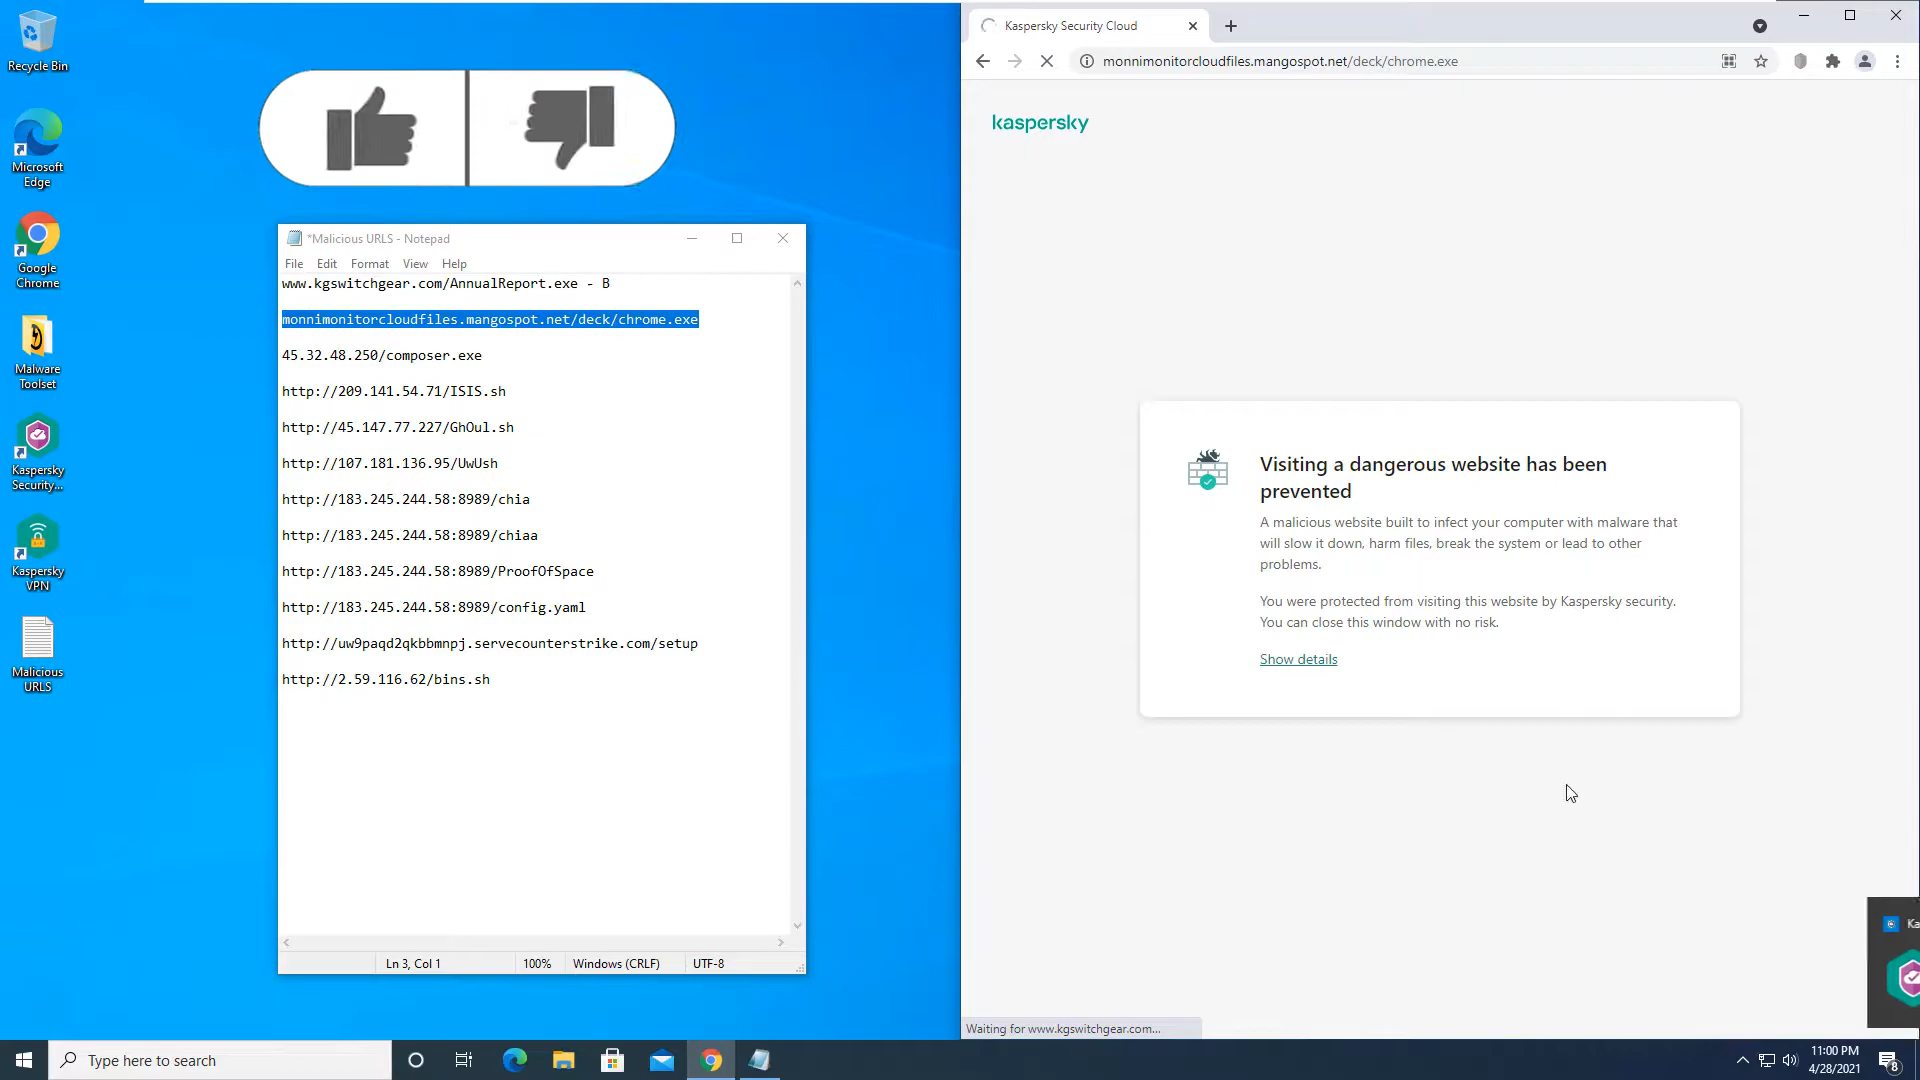 Recycle Bin
Microsoft
Edge
Google
Chrome
Malware
Toolset
Kaspersky
Security...
Kaspersky
VPN
Malicious
URLS
*Malicious URLS - Notepad
File Edit Format View Help
www.kgswitchgear.com/AnnualReport.exe - B
monnimonitorcloudfiles.mangospot.net/deck/chrome.exe
45.32.48.250/composer.exe
http://209.141.54.71/ISIS.sh
http://45.147.77.227/GhOul.sh
http://107.181.136.95/UwUsh
http://183.245.244.58:8989/chia
http://183.245.244.58:8989/chiaa
http://183.245.244.58:8989/ProofOfSpace
http://183.245.244.58:8989/config.yaml
http://uw9paqd2qkbbmnpj.servecounterstrike.com/setup
http://2.59.116.62/bins.sh
Ln 3, Col 1 100% Windows (CRLF) UTF-8
Kaspersky Security Cloud
monnimonitorcloudfiles.mangospot.net/deck/chrome.exe
kaspersky
Visiting a dangerous website has been
prevented
A malicious website built to infect your computer with malware that
will slow it down, harm files, break the system or lead to other
problems.
You were protected from visiting this website by Kaspersky security.
You can close this window with no risk.
Show details
Ka
Waiting for www.kgswitchgear.com...
Type here to search
11:00 PM
4/28/2021
8